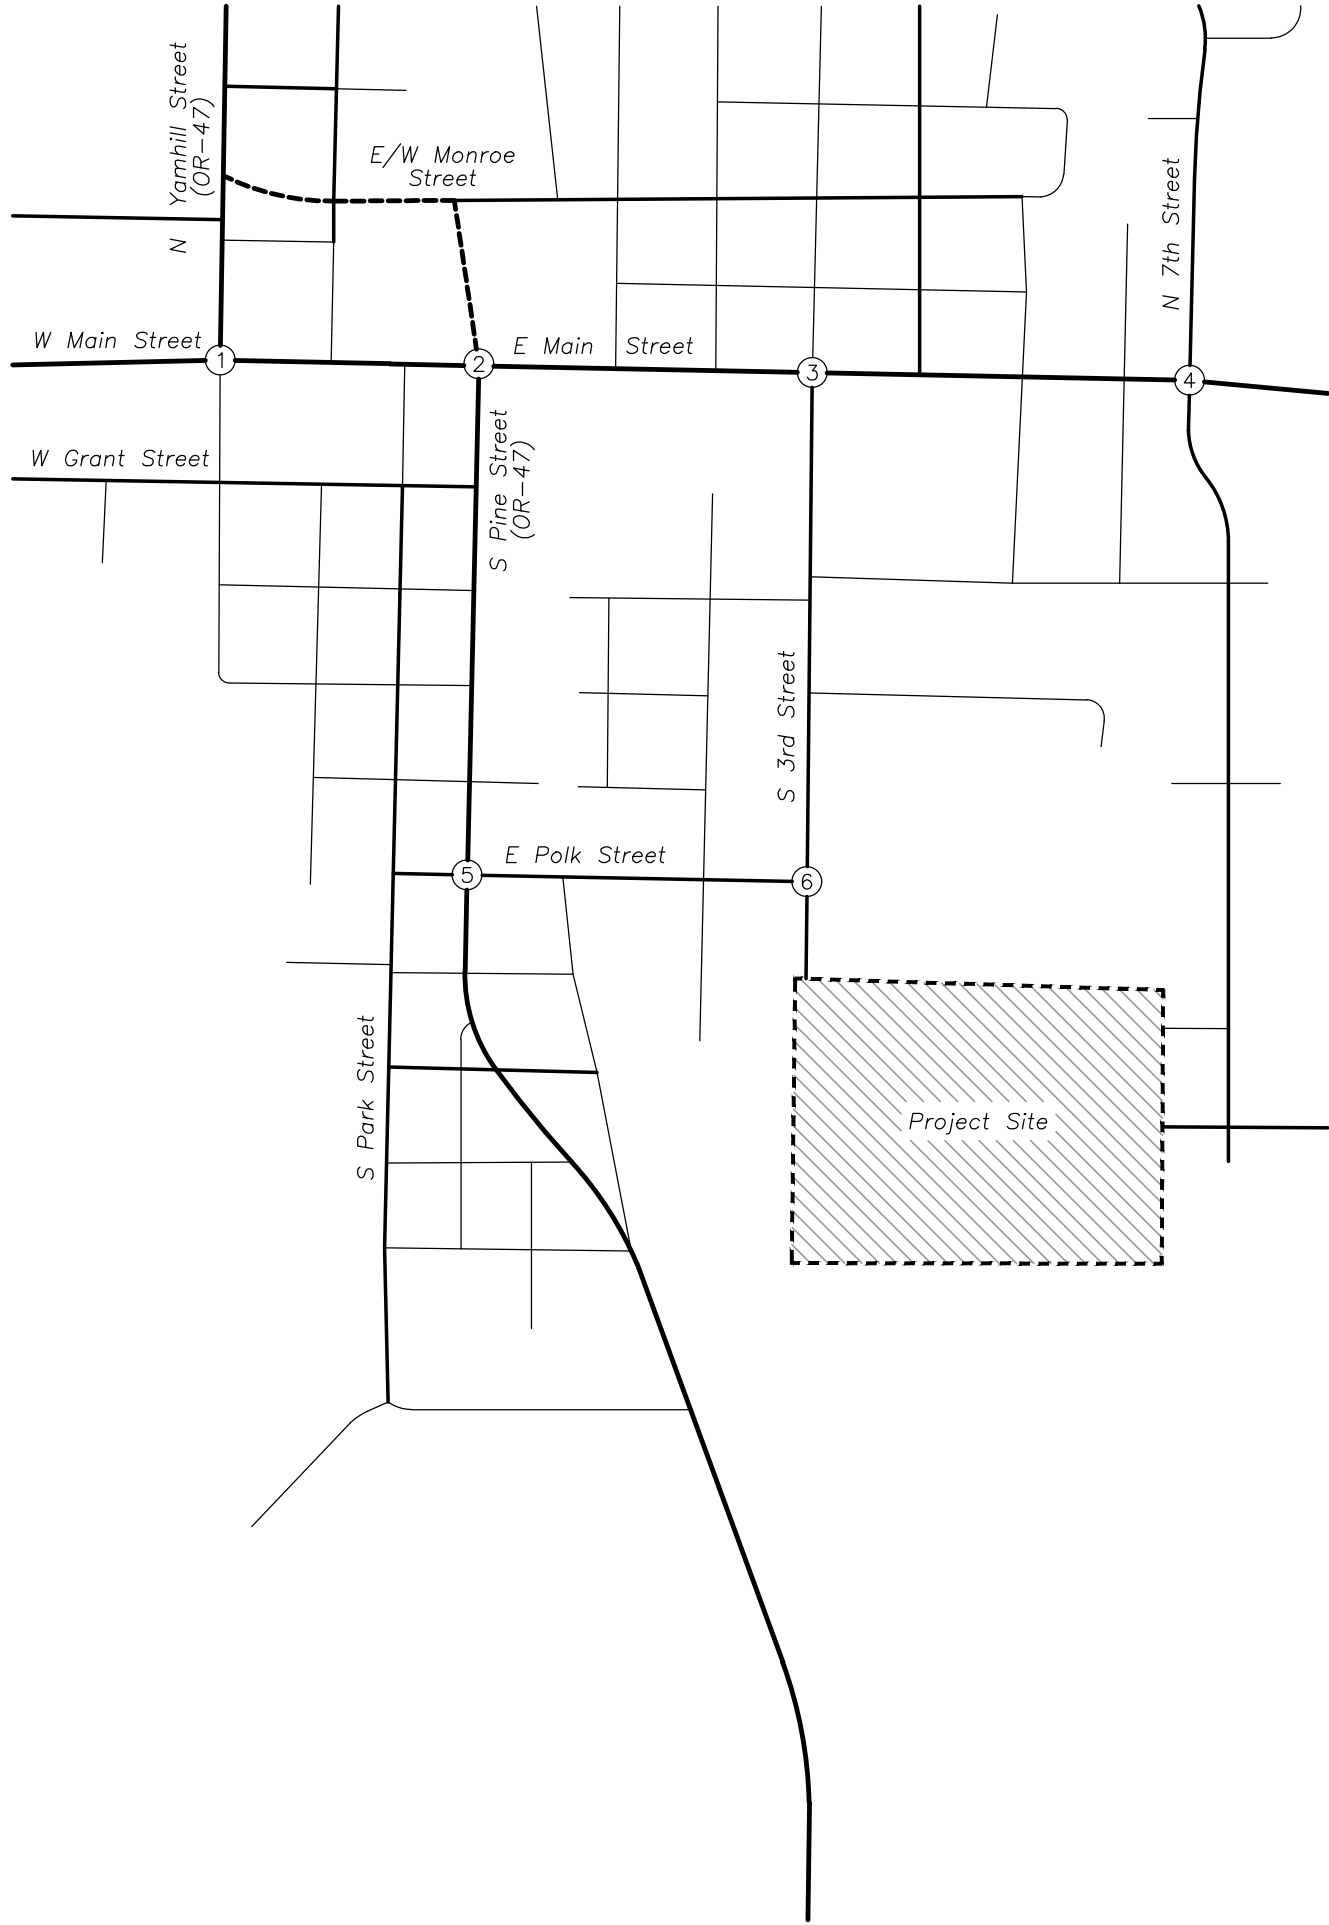 N Yamhill Street
(OR-47)
E/W Monroe
Street
N 7th Street
W Main Street
1
2
E Main Street
3
4
W Grant Street
S Pine Street
(OR-47)
S 3rd Street
5
E Polk Street
6
S Park Street
Project Site